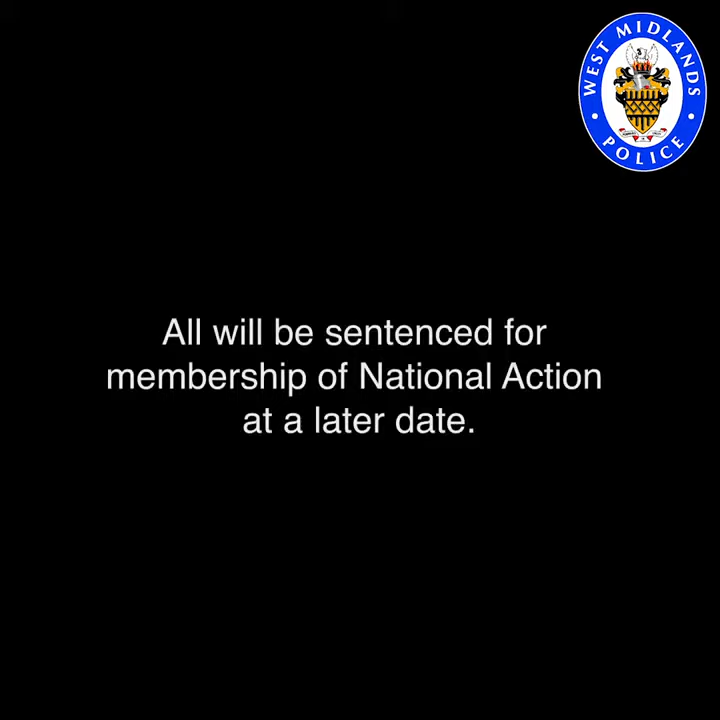 WEST MIDLANDS
POLICE
All will be sentenced for
membership of National Action
at a later date.